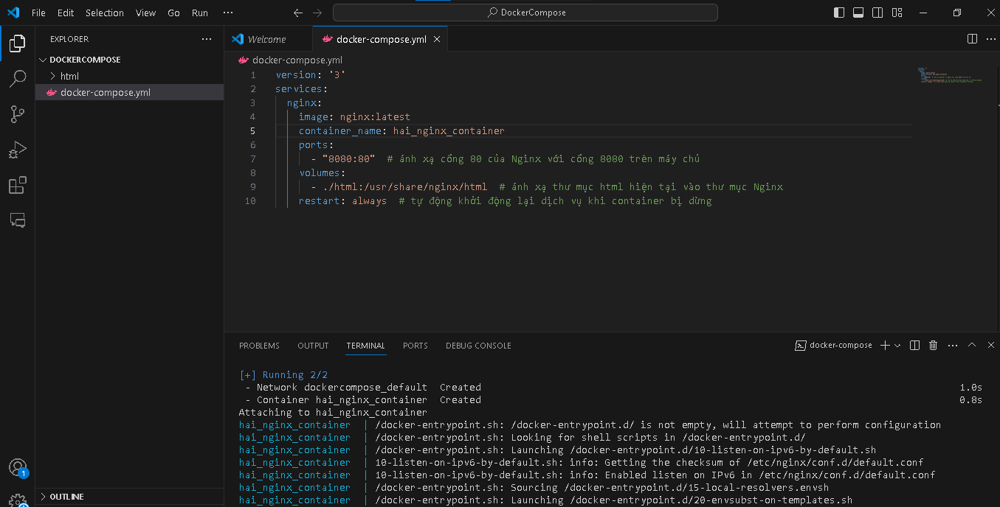 File Edit Selection View Go Run ··· DockerCompose
EXPLORER ···
DOCKERCOMPOSE
html
docker-compose.yml
OUTLINE
1
Welcome docker-compose.yml ···
docker-compose.yml
1 version: '3'
2 services:
3 nginx:
4 image: nginx:latest
5 container_name: hai_nginx_container
6 ports:
7 - "8080:80" # ánh xạ cổng 80 của Nginx với cổng 8080 trên máy chủ
8 volumes:
9 - ./html:/usr/share/nginx/html # ánh xạ thư mục html hiện tại vào thư mục Nginx
10 restart: always # tự động khởi động lại dịch vụ khi container bị dừng
PROBLEMS OUTPUT TERMINAL PORTS DEBUG CONSOLE docker-compose ···
[+] Running 2/2
- Network dockercompose_default Created 1.0s
- Container hai_nginx_container Created 0.8s
Attaching to hai_nginx_container
hai_nginx_container | /docker-entrypoint.sh: /docker-entrypoint.d/ is not empty, will attempt to perform configuration
hai_nginx_container | /docker-entrypoint.sh: Looking for shell scripts in /docker-entrypoint.d/
hai_nginx_container | /docker-entrypoint.sh: Launching /docker-entrypoint.d/10-listen-on-ipv6-by-default.sh
hai_nginx_container | 10-listen-on-ipv6-by-default.sh: info: Getting the checksum of /etc/nginx/conf.d/default.conf
hai_nginx_container | 10-listen-on-ipv6-by-default.sh: info: Enabled listen on IPv6 in /etc/nginx/conf.d/default.conf
hai_nginx_container | /docker-entrypoint.sh: Sourcing /docker-entrypoint.d/15-local-resolvers.envsh
hai_nginx_container | /docker-entrypoint.sh: Launching /docker-entrypoint.d/20-envsubst-on-templates.sh